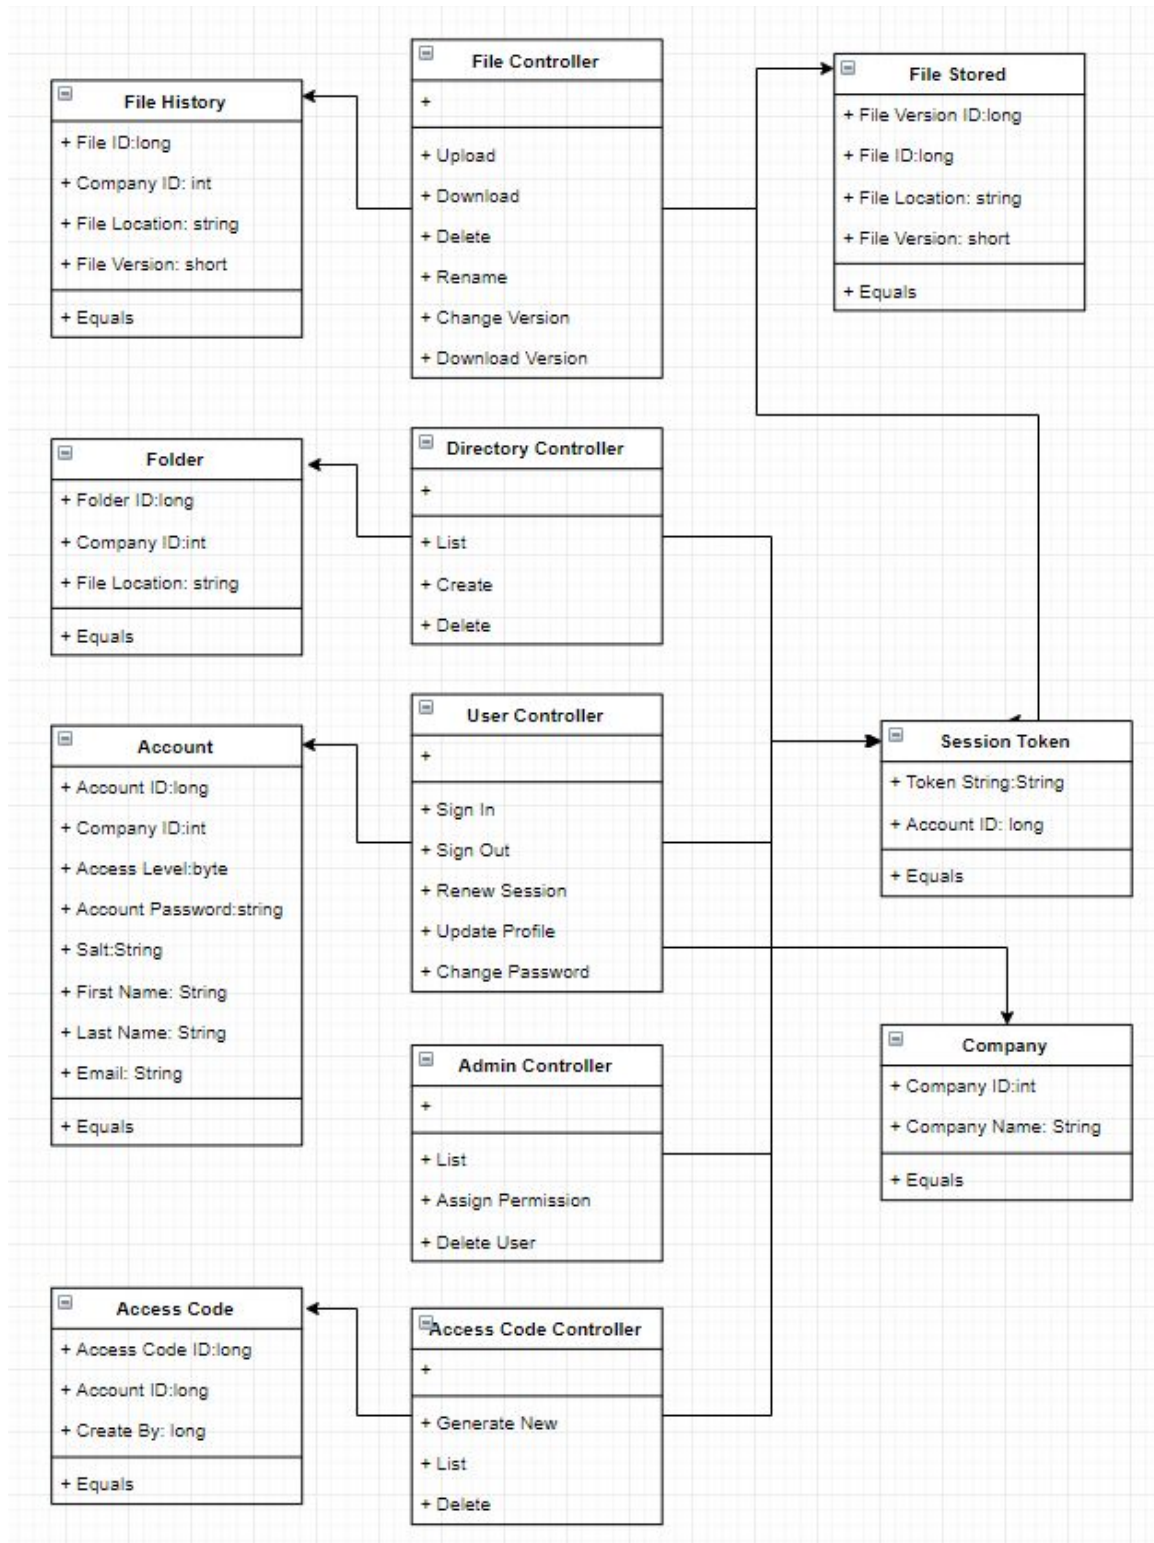 File Controller
+
+ Upload
+ Download
+ Delete
+ Rename
+ Change Version
+ Download Version
File History
+ File ID:long
+ Company ID: int
+ File Location: string
+ File Version: short
+ Equals
File Stored
+ File Version ID:long
+ File ID:long
+ File Location: string
+ File Version: short
+ Equals
Folder
+ Folder ID:long
+ Company ID:int
+ File Location: string
+ Equals
Directory Controller
+
+ List
+ Create
+ Delete
Account
+ Account ID:long
+ Company ID:int
+ Access Level:byte
+ Account Password:string
+ Salt:String
+ First Name: String
+ Last Name: String
+ Email: String
+ Equals
User Controller
+
+ Sign In
+ Sign Out
+ Renew Session
+ Update Profile
+ Change Password
Session Token
+ Token String:String
+ Account ID: long
+ Equals
Company
+ Company ID:int
+ Company Name: String
+ Equals
Admin Controller
+
+ List
+ Assign Permission
+ Delete User
Access Code
+ Access Code ID:long
+ Account ID:long
+ Create By: long
+ Equals
Access Code Controller
+
+ Generate New
+ List
+ Delete